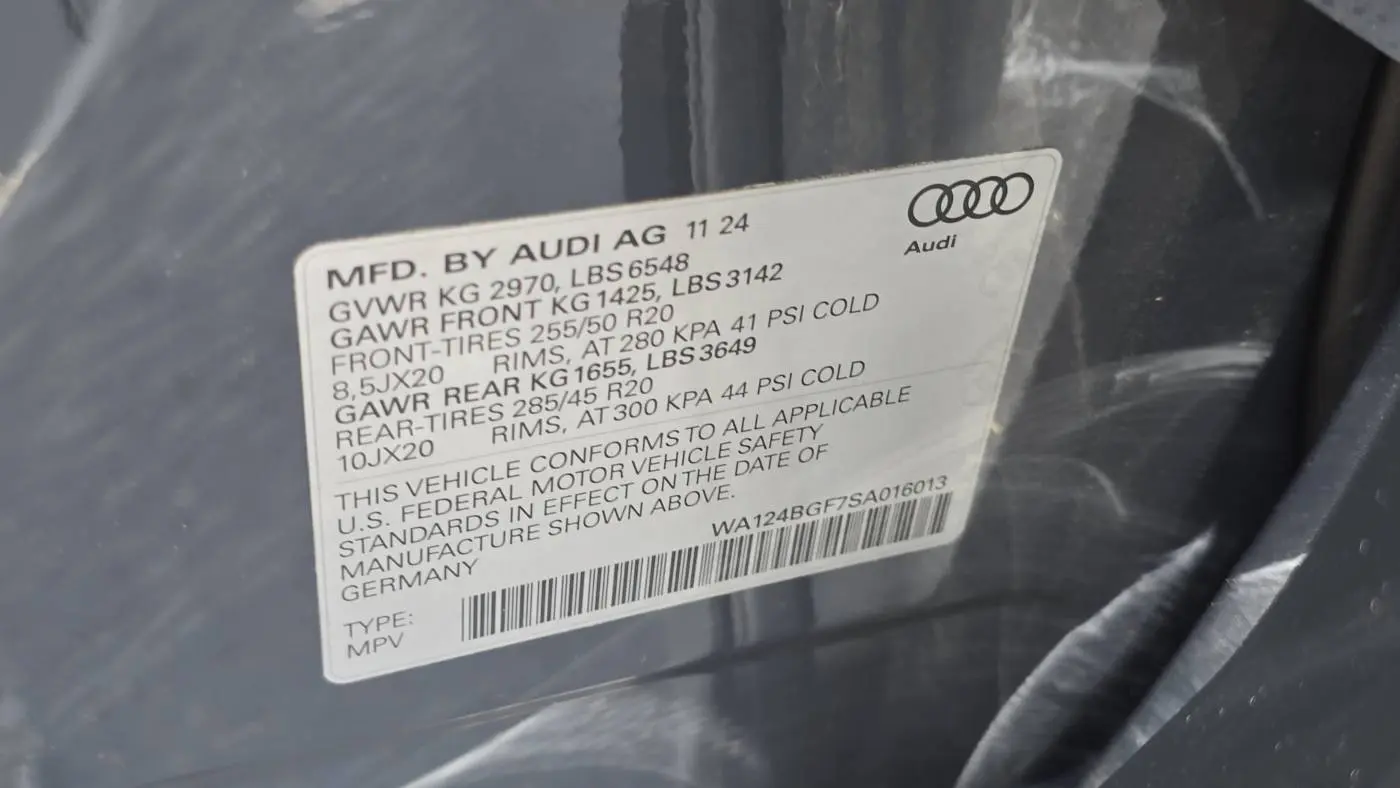 MFD. BY AUDI AG 11 24
Audi
GVWR KG 2970, LBS 6548
GAWR FRONT KG 1425, LBS 3142
FRONT-TIRES 255/50 R20
8,5JX20 RIMS, AT 280 KPA 41 PSI COLD
GAWR REAR KG 1655, LBS 3649
REAR-TIRES 285/45 R20
10JX20 RIMS, AT 300 KPA 44 PSI COLD
THIS VEHICLE CONFORMS TO ALL APPLICABLE
U.S. FEDERAL MOTOR VEHICLE SAFETY
STANDARDS IN EFFECT ON THE DATE OF
MANUFACTURE SHOWN ABOVE.
GERMANY
WA124BGF7SA016013
TYPE:
MPV